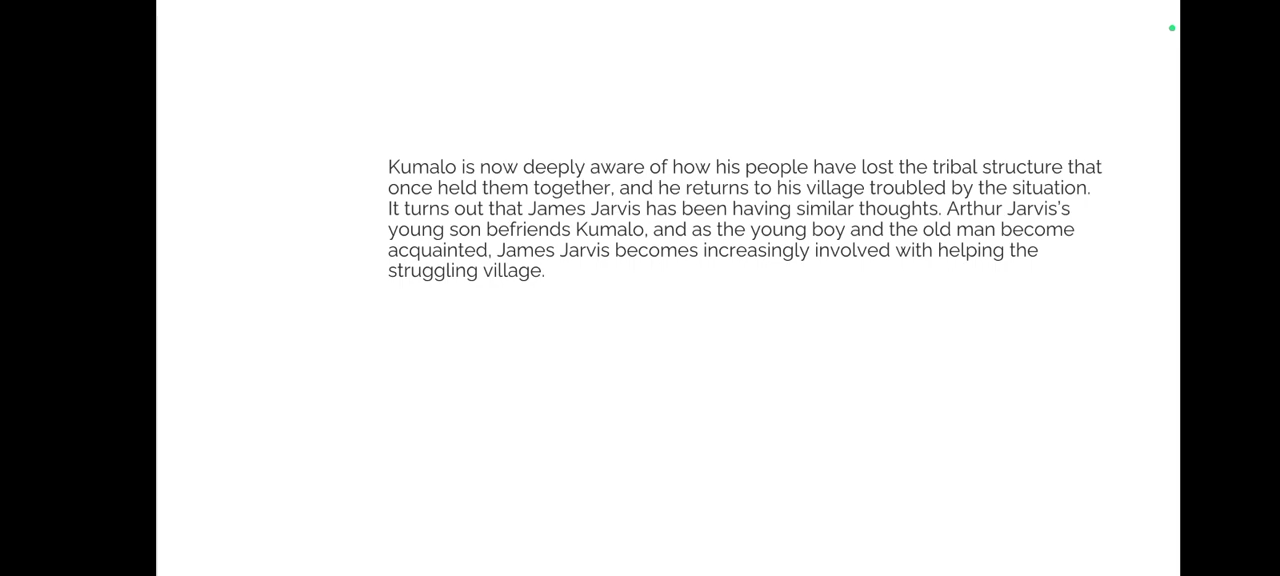 Kumalo is now deeply aware of how his people have lost the tribal structure that
once held them together, and he returns to his village troubled by the situation.
It turns out that James Jarvis has been having similar thoughts. Arthur Jarvis’s
young son befriends Kumalo, and as the young boy and the old man become
acquainted, James Jarvis becomes increasingly involved with helping the
struggling village.